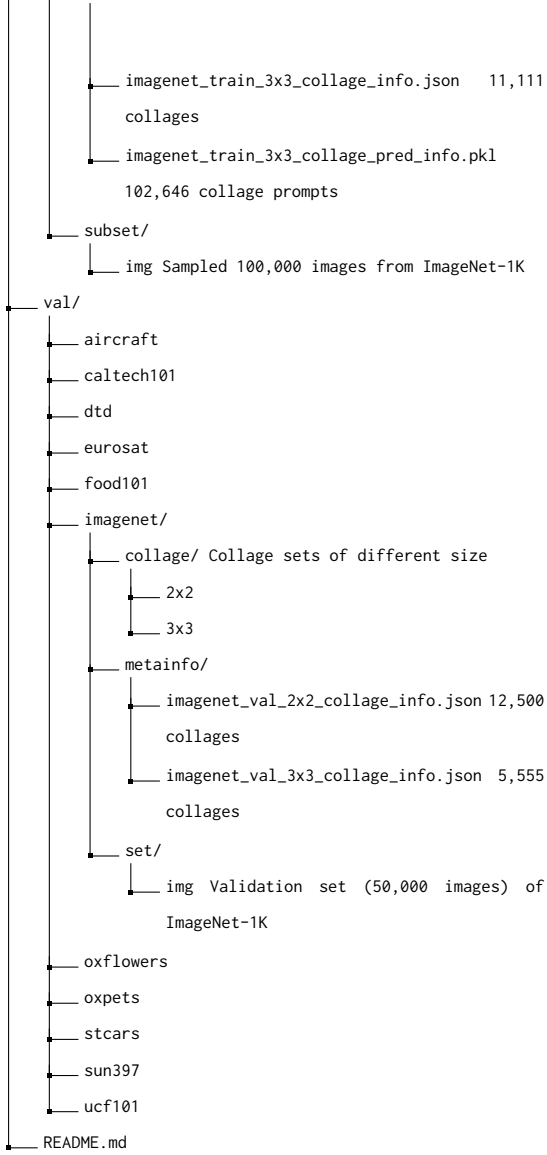 imagenet_train_3x3_collage_info.json 11,111
collages
imagenet_train_3x3_collage_pred_info.pkl
102,646 collage prompts
subset/
img Sampled 100,000 images from ImageNet-1K
val/
aircraft
caltech101
dtd
eurosat
food101
imagenet/
collage/ Collage sets of different size
2x2
3x3
metainfo/
imagenet_val_2x2_collage_info.json 12,500
collages
imagenet_val_3x3_collage_info.json 5,555
collages
set/
img Validation set (50,000 images) of
ImageNet-1K
oxflowers
oxpets
stcars
sun397
ucf101
README.md